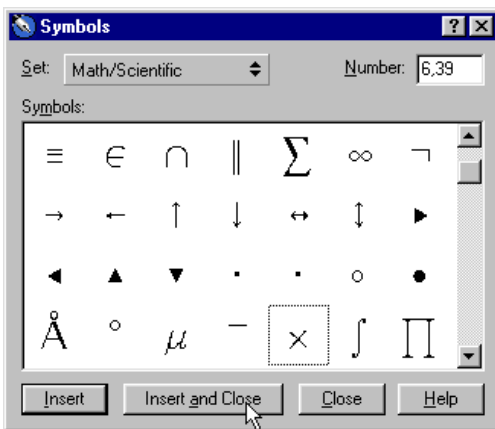 Symbols
Set: Math/Scientific Number: 6,39
Symbols:
≡ ∈ ∩ ∥ ∑ ∞ ¬
→ ← ↑ ↓ ↔ ↕ ►
◄ ▲ ▼ ▪ ▪ ○ ●
Å ° μ ¯ × ∫ ∏
Insert Insert and Close Close Help